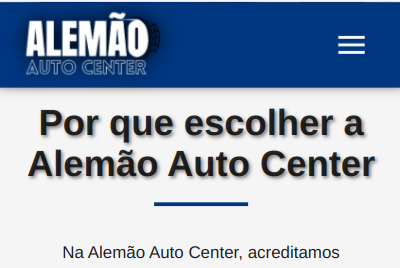 ALEMÃO
AUTO CENTER
Por que escolher a
Alemão Auto Center
Na Alemão Auto Center, acreditamos